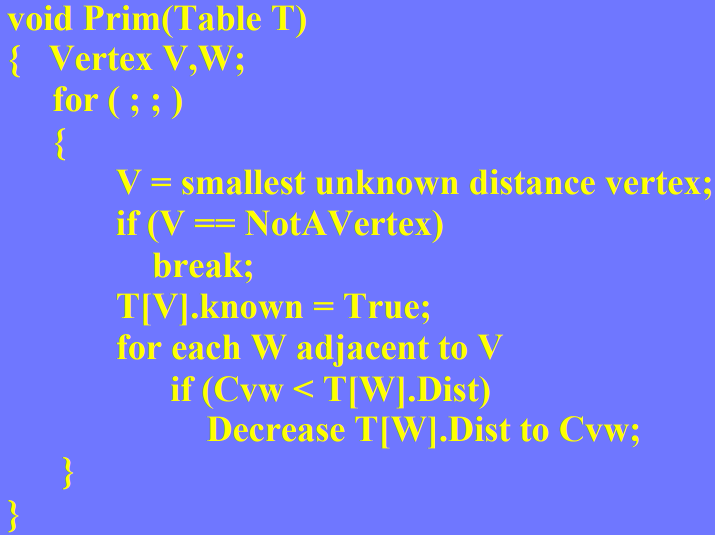 void Prim(Table T)
{ Vertex V,W;
for ( ; ; )
{
V = smallest unknown distance vertex;
if (V == NotAVertex)
break;
T[V].known = True;
for each W adjacent to V
if (Cvw < T[W].Dist)
Decrease T[W].Dist to Cvw;
}
}